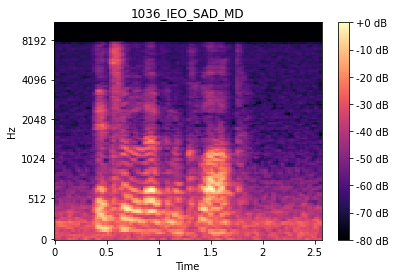 1036_IEO_SAD_MD
8192
4096
2048
1024
512
0
Hz
0
0.5
1
1.5
2
2.5
Time
+0 dB
-10 dB
-20 dB
-30 dB
-40 dB
-50 dB
-60 dB
-70 dB
-80 dB